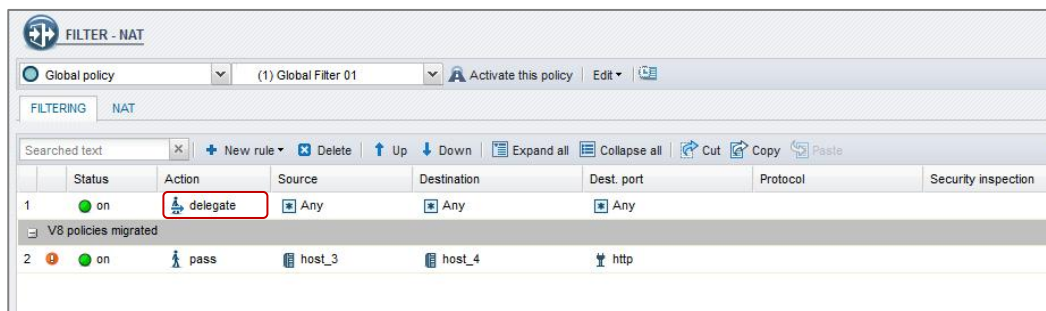 FILTER - NAT
Global policy (1) Global Filter 01 Activate this policy Edit
FILTERING NAT
Searched text New rule Delete Up Down Expand all Collapse all Cut Copy Paste
Status Action Source Destination Dest. port Protocol Security inspection
1 on delegate Any Any Any
V8 policies migrated
2 on pass host_3 host_4 http